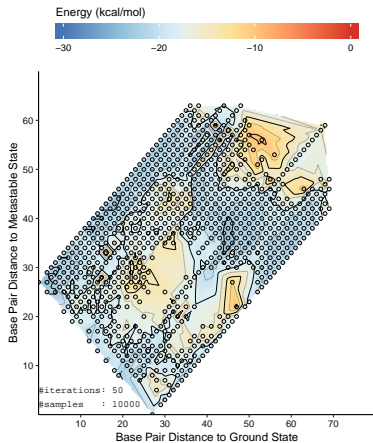 Energy (kcal/mol)
−30 −20 −10 0
Base Pair Distance to Metastable State
60
50
40
30
20
10
#iterations: 50
#samples : 10000
10 20 30 40 50 60 70
Base Pair Distance to Ground State